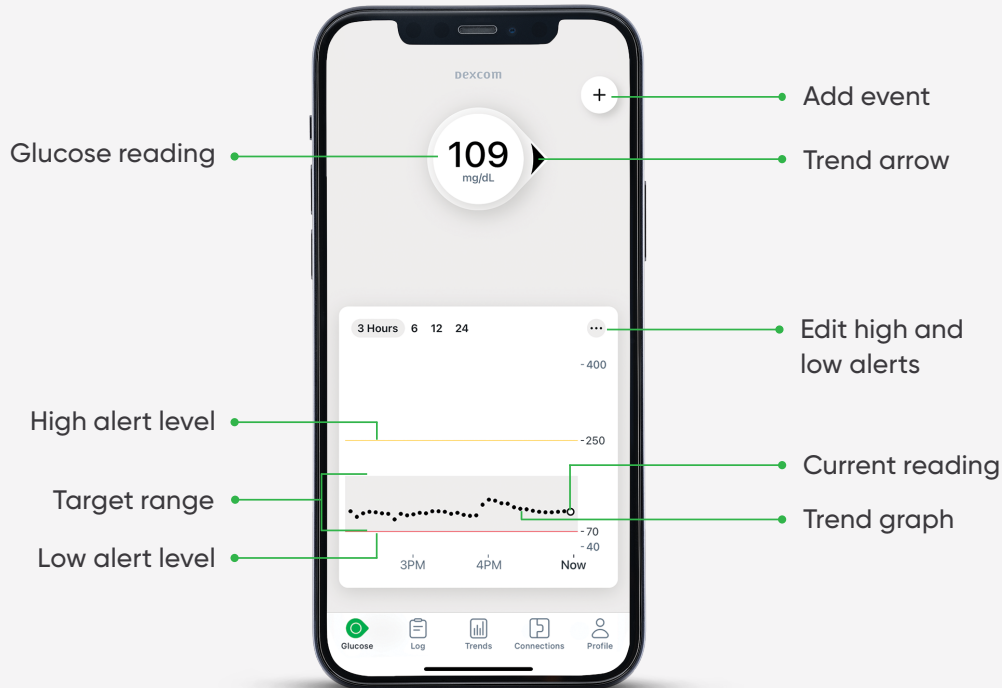 Dexcom
+
Add event
Glucose reading
109
mg/dL
Trend arrow
3 Hours 6 12 24
Edit high and
low alerts
-400
High alert level
-250
Current reading
Target range
Trend graph
-70
Low alert level
-40
3PM 4PM Now
Glucose Log Trends Connections Profile